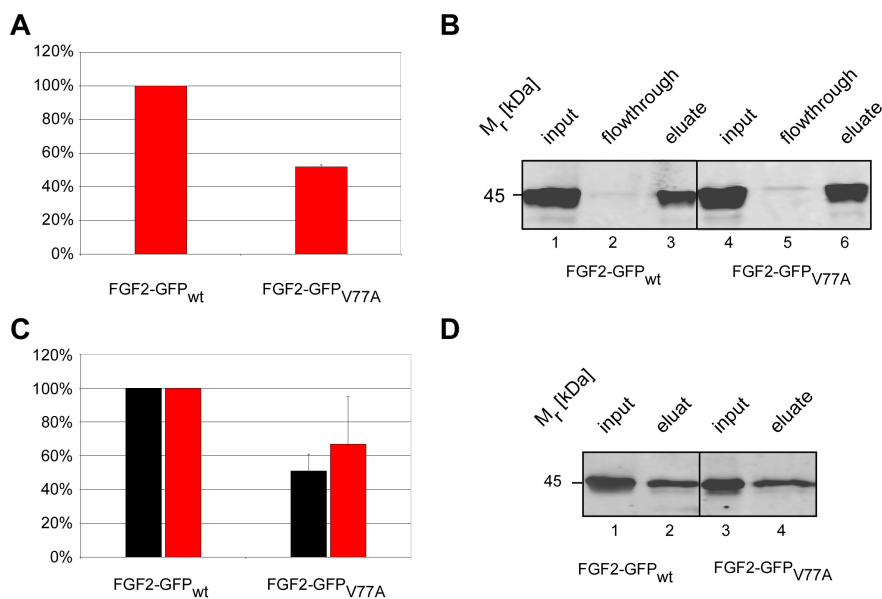 A
120%
100%
80%
60%
40%
20%
0%
FGF2-GFPwt
FGF2-GFPV77A
B
Mr [kDa]
input
flowthrough
eluate
input
flowthrough
eluate
45
1 2 3 4 5 6
FGF2-GFPwt
FGF2-GFPV77A
C
120%
100%
80%
60%
40%
20%
0%
FGF2-GFPwt
FGF2-GFPV77A
D
Mr [kDa]
input
eluat
input
eluate
45
1 2 3 4
FGF2-GFPwt
FGF2-GFPV77A